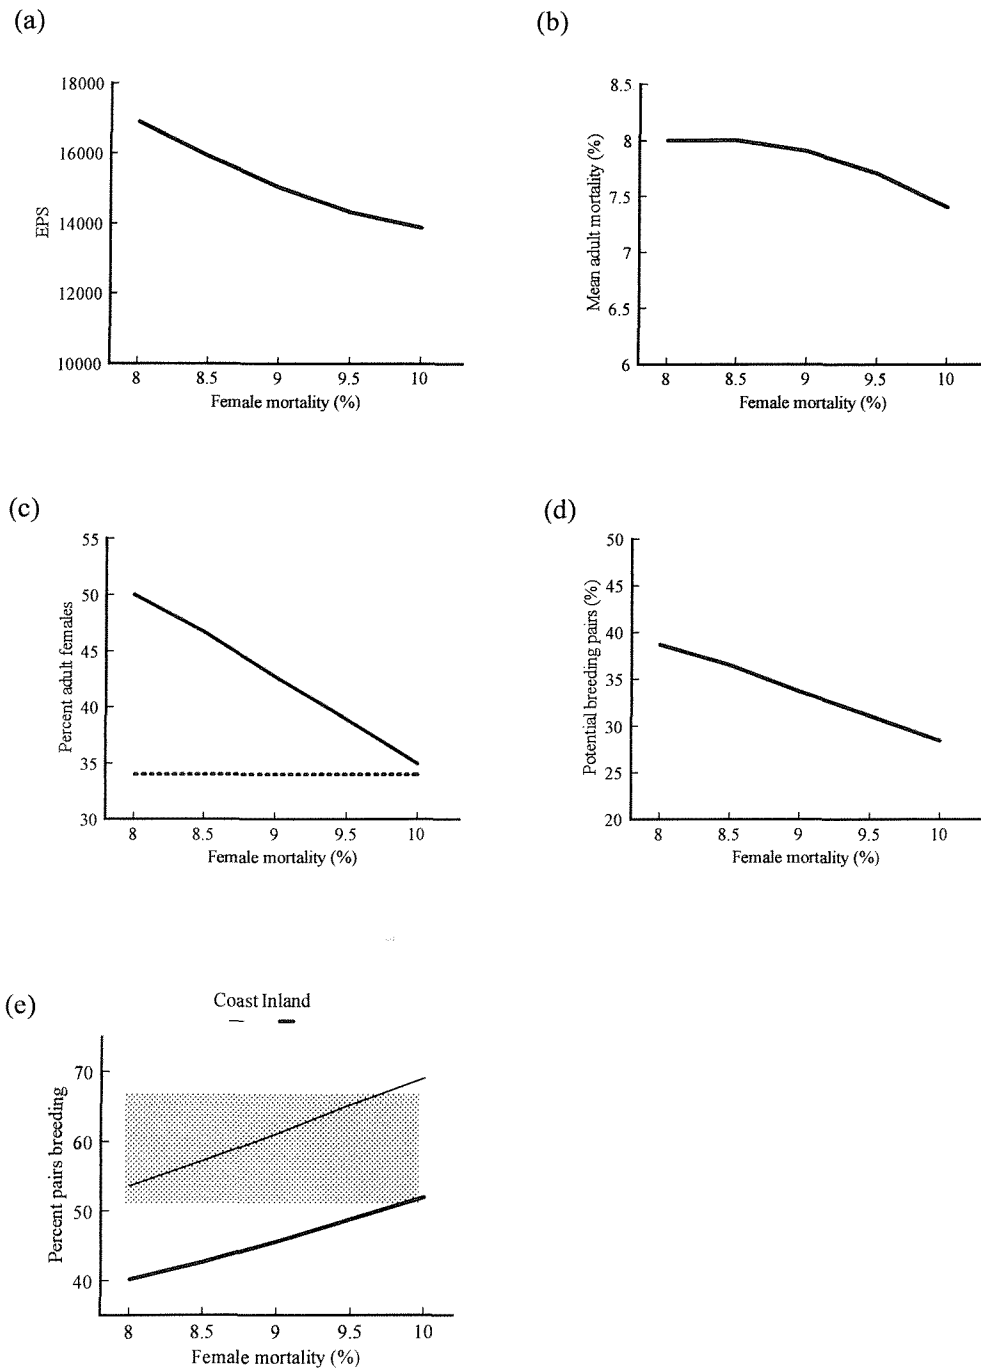 (a)
18000
16000
14000
12000
10000
EPS
8 8.5 9 9.5 10
Female mortality (%)
(b)
8.5
8
7.5
7
6.5
6
Mean adult mortality (%)
8 8.5 9 9.5 10
Female mortality (%)
(c)
55
50
45
40
35
30
Percent adult females
8 8.5 9 9.5 10
Female mortality (%)
(d)
50
45
40
35
30
25
20
Potential breeding pairs (%)
8 8.5 9 9.5 10
Female mortality (%)
(e)
Coast Inland
70
60
50
40
Percent pairs breeding
8 8.5 9 9.5 10
Female mortality (%)